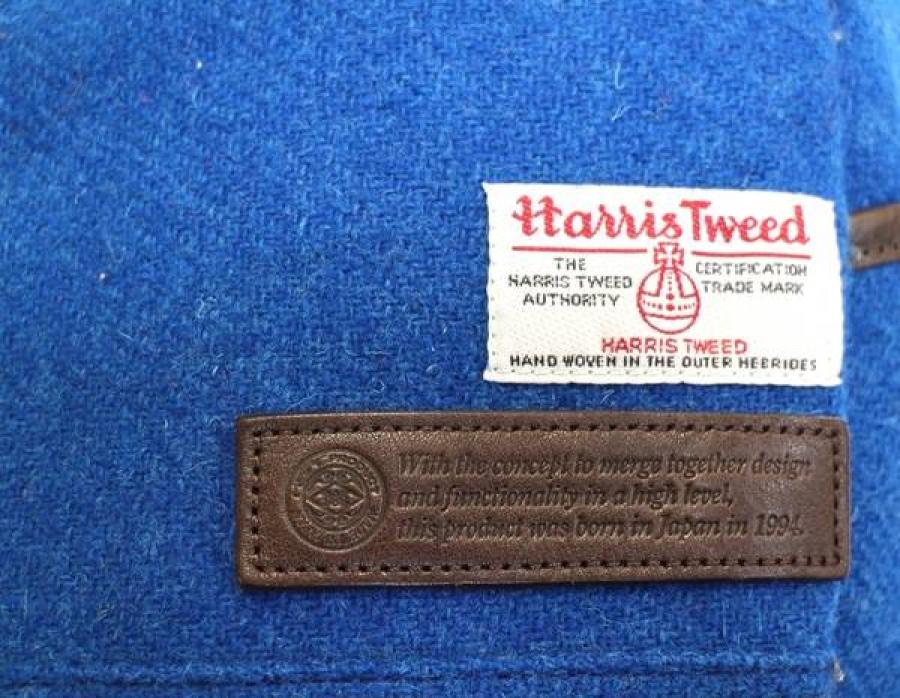 Harris Tweed
THE HARRIS TWEED AUTHORITY
CERTIFICATION TRADE MARK
HARRIS TWEED
HAND WOVEN IN THE OUTER HEBRIDES
With the concept to merge together design
and functionality in a high level,
this product was born in Japan in 1994.